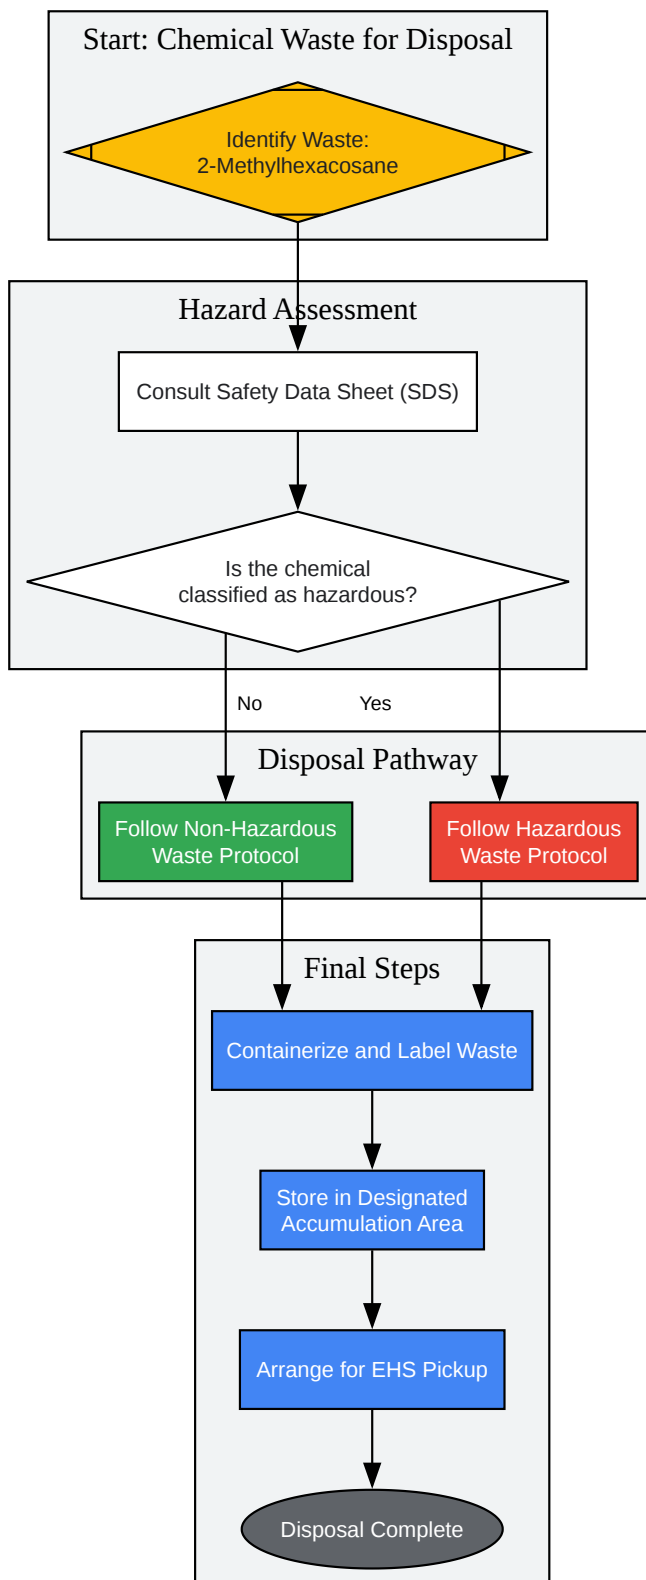 Start: Chemical Waste for Disposal
Identify Waste:
2-Methylhexacosane
Hazard Assessment
Consult Safety Data Sheet (SDS)
Is the chemical
classified as hazardous?
No
Yes
Disposal Pathway
Follow Non-Hazardous
Waste Protocol
Follow Hazardous
Waste Protocol
Final Steps
Containerize and Label Waste
Store in Designated
Accumulation Area
Arrange for EHS Pickup
Disposal Complete